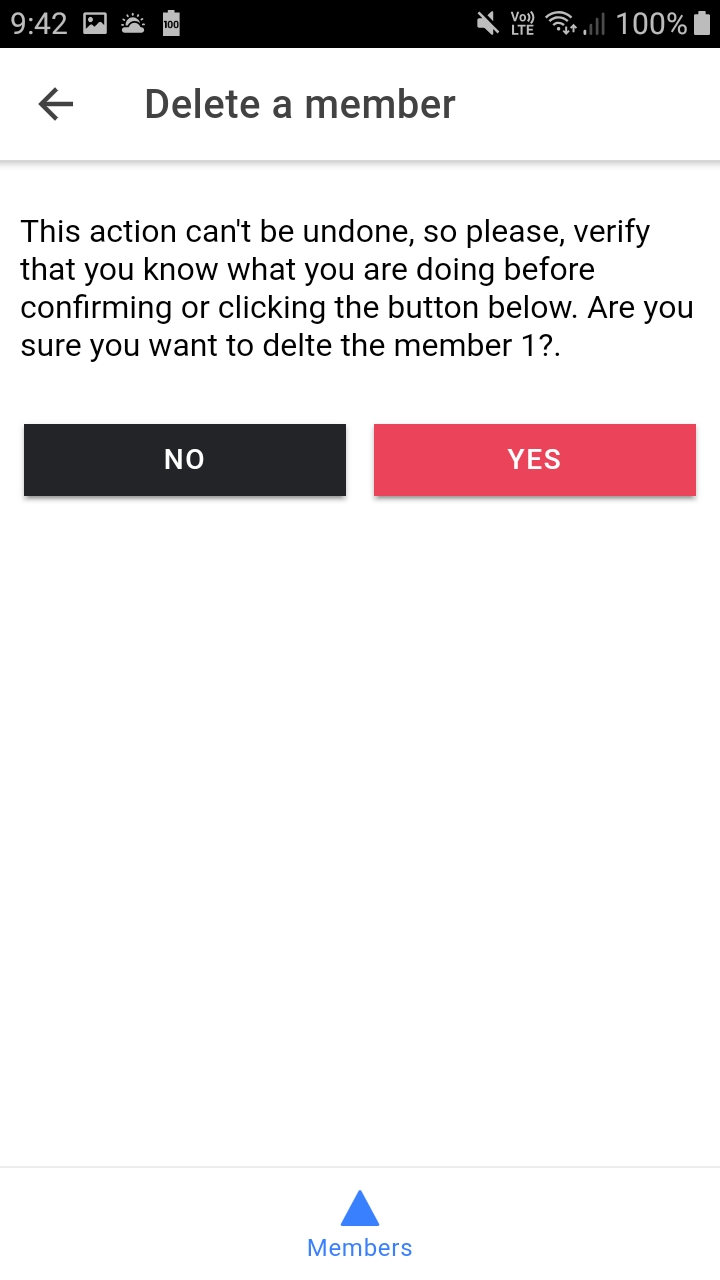 9:42 100 Vo)) LTE 100%
Delete a member
This action can't be undone, so please, verify
that you know what you are doing before
confirming or clicking the button below. Are you
sure you want to delte the member 1?.
NO YES
Members